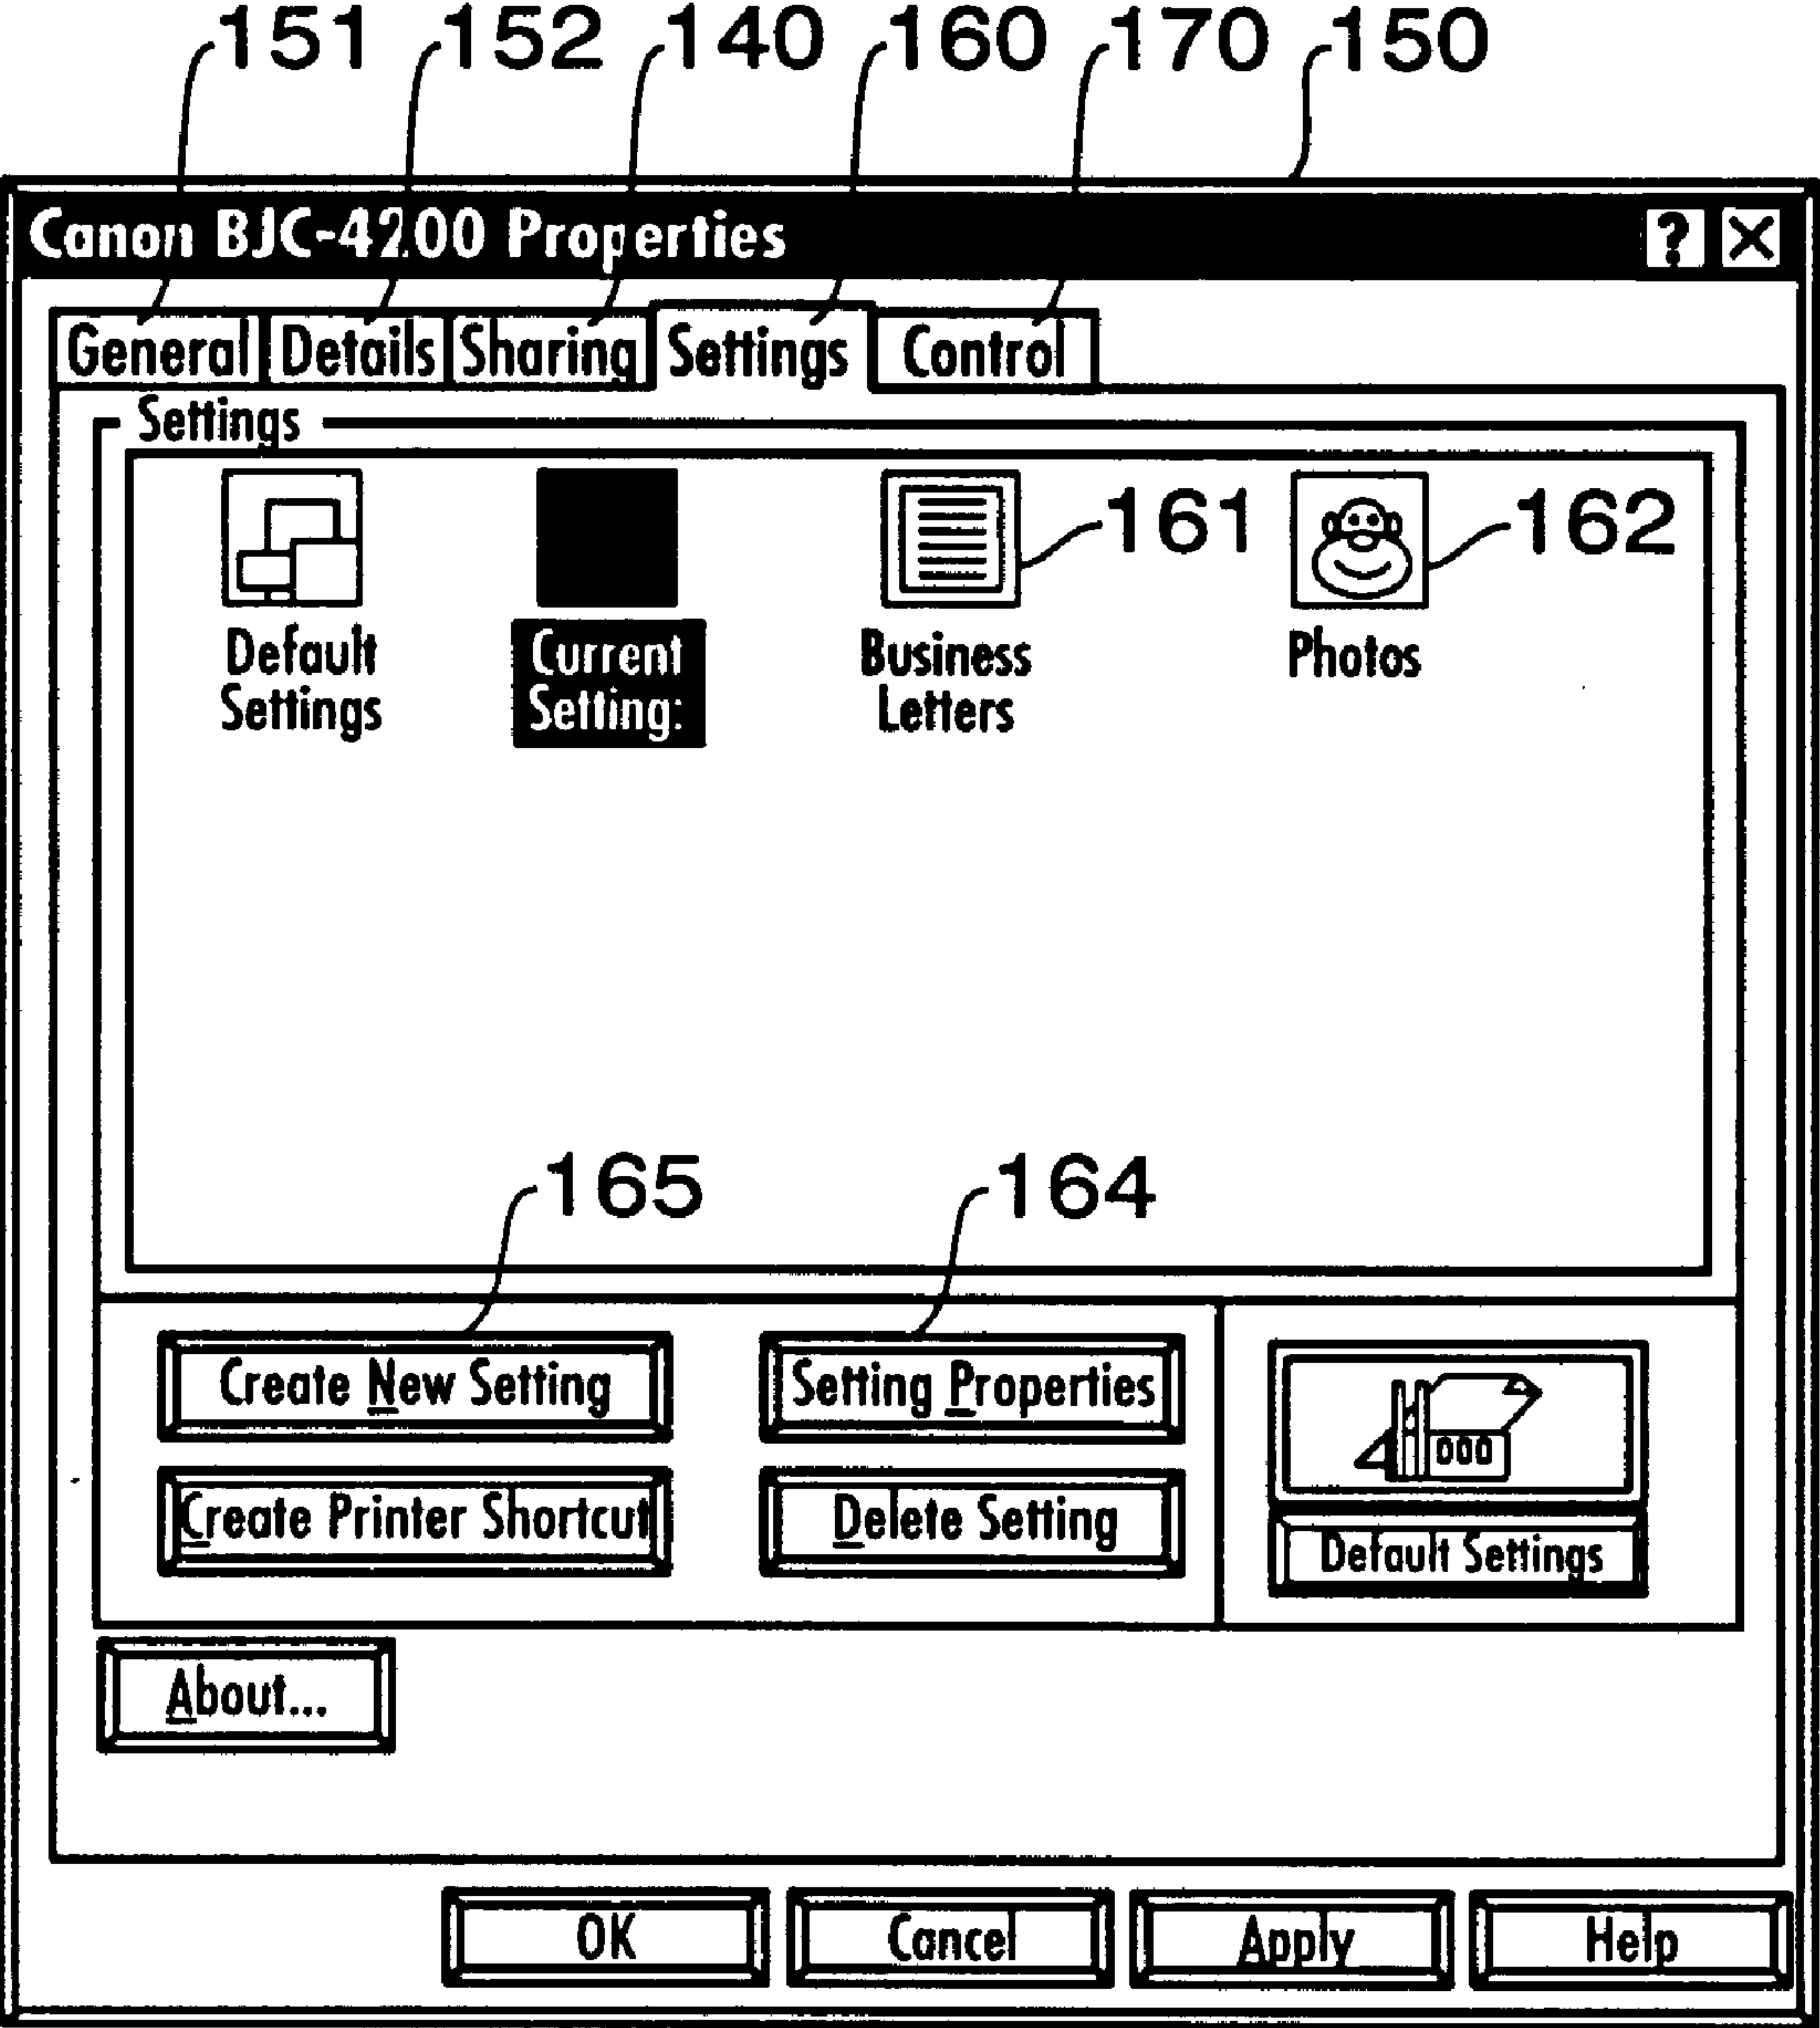 151 152 140 160 170 150
Canon BJC-4200 Properties ? X
General Details Sharing Settings Control
Settings
161 162
Default
Settings
Current
Setting:
Business
Letters
Photos
165 164
Create New Setting
Setting Properties
Create Printer Shortcut
Delete Setting
000
Default Settings
About...
OK Cancel Apply Help